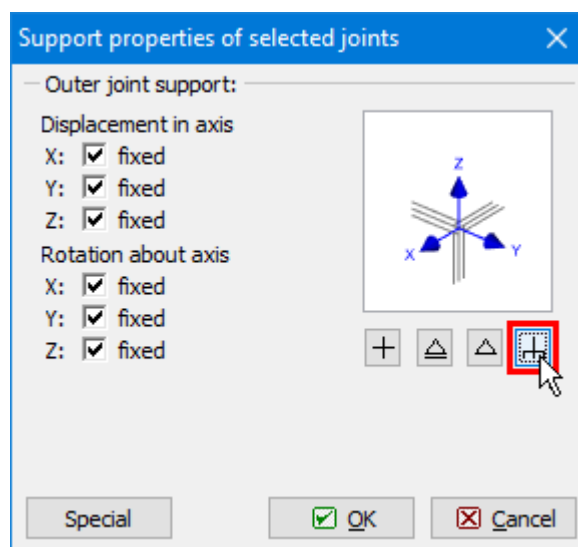 Support properties of selected joints
Outer joint support:
Displacement in axis
X: fixed
Y: fixed
Z: fixed
Rotation about axis
X: fixed
Y: fixed
Z: fixed
Z
X
Y
Special
OK
Cancel